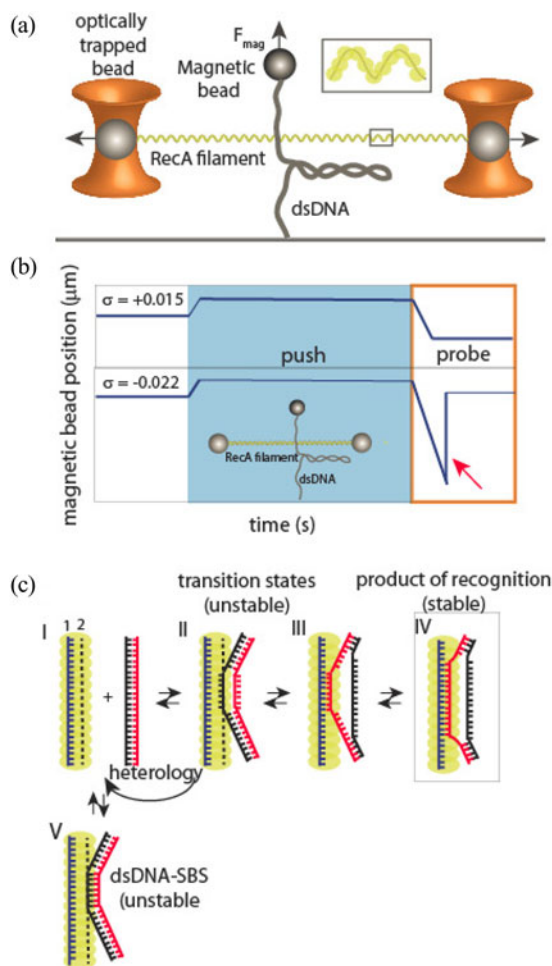 (a)
optically
trapped
bead
Fmag
Magnetic
bead
RecA filament
dsDNA
(b)
magnetic bead position (μm)
σ = +0.015
push
probe
σ = -0.022
RecA filament
dsDNA
time (s)
(c)
transition states
(unstable)
product of recognition
(stable)
I
1 2
II
III
IV
+
heterology
V
dsDNA-SBS
(unstable